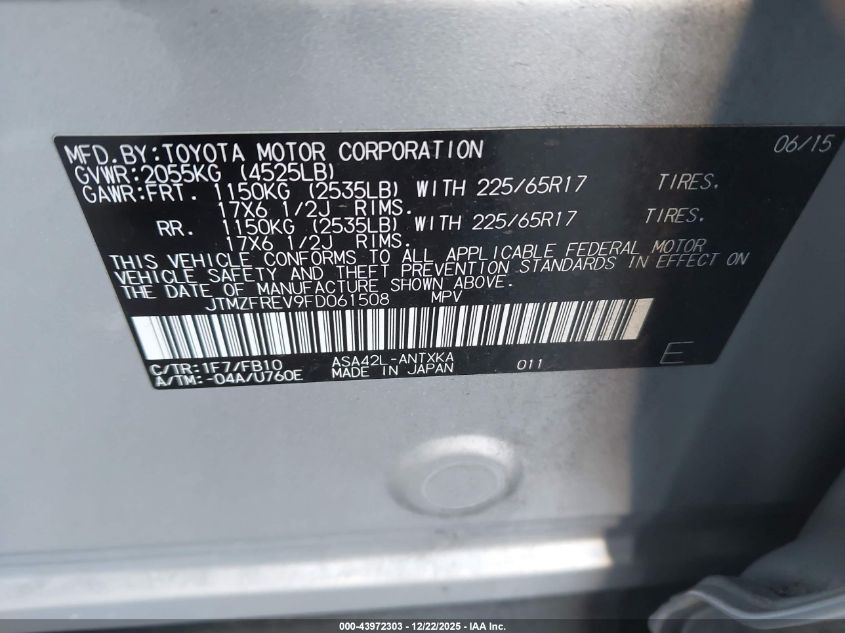 MFD.BY:TOYOTA MOTOR CORPORATION 06/15
GVWR:2055KG (4525LB)
GAWR:FRT. 1150KG (2535LB) WITH 225/65R17 TIRES.
17X6 1/2J RIMS.
RR. 1150KG (2535LB) WITH 225/65R17 TIRES.
17X6 1/2J RIMS.
THIS VEHICLE CONFORMS TO ALL APPLICABLE FEDERAL MOTOR
VEHICLE SAFETY AND THEFT PREVENTION STANDARDS IN EFFECT ON
THE DATE OF MANUFACTURE SHOWN ABOVE.
JTMZFREV9FD061508 MPV
C/TR:1F7/FB10 ASA42L-ANTXKA
A/TM:-04A/U760E MADE IN JAPAN 011 E
000-43972303 - 12/22/2025 - IAA Inc.